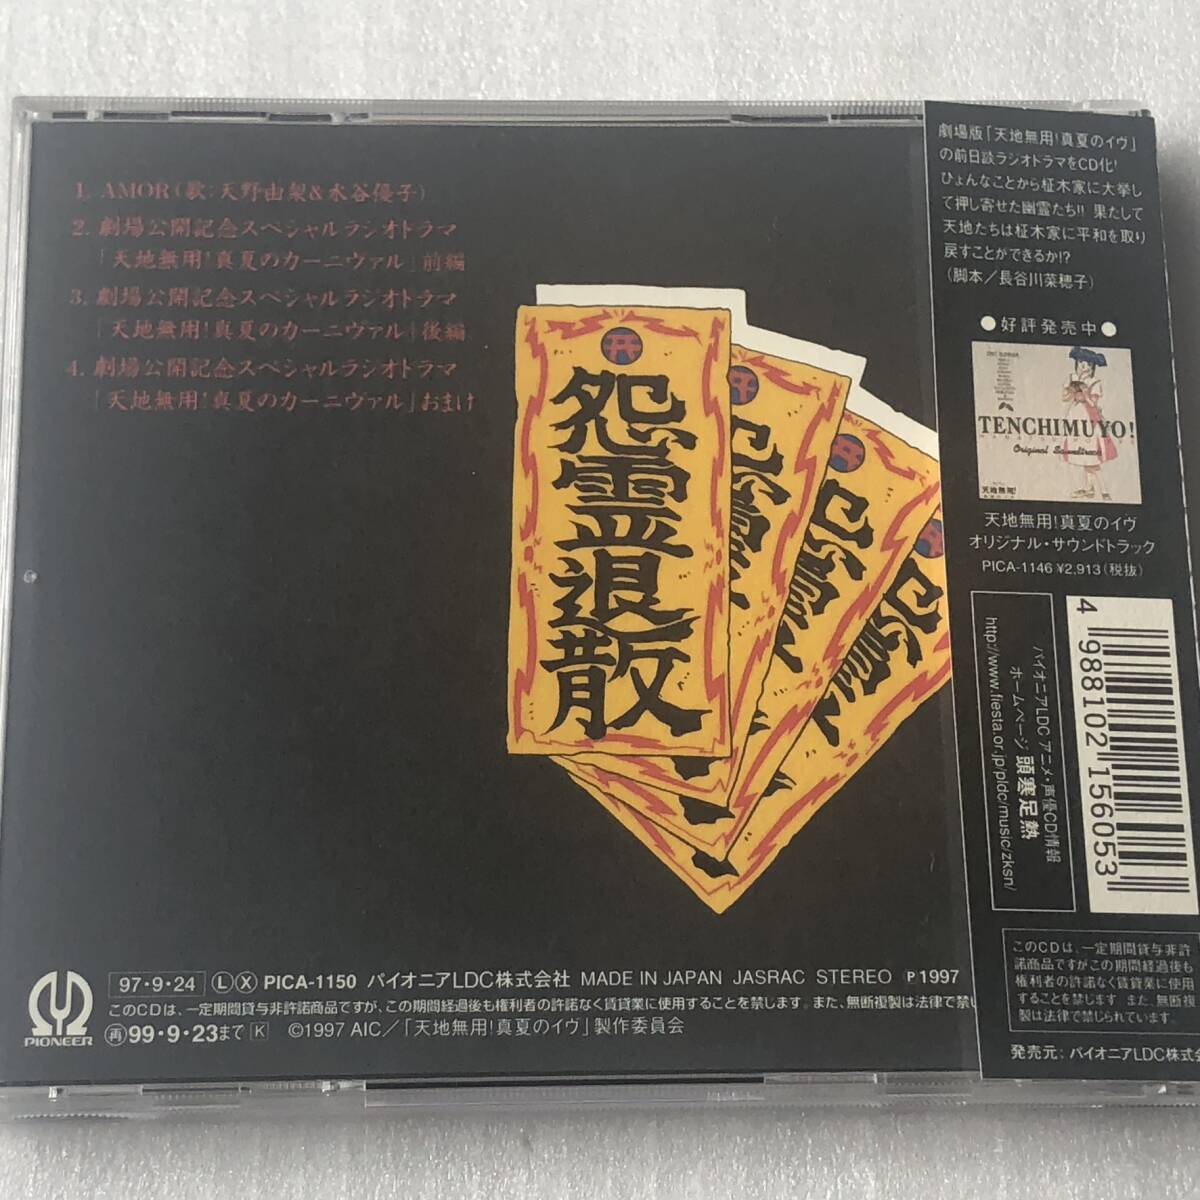 1. AMOR(歌:天野由梨&水谷優子)
2. 劇場公開記念スペシャルラジオドラマ
「天地無用!真夏のカーニヴァル」前編
3. 劇場公開記念スペシャルラジオドラマ
「天地無用!真夏のカーニヴァル」後編
4. 劇場公開記念スペシャルラジオドラマ
「天地無用!真夏のカーニヴァル」おまけ
怨霊退散
劇場版「天地無用!真夏のイヴ」
の前日談ラジオドラマをCD化!
ひょんなことから柾木家に大挙し
て押し寄せた幽霊たち!! 果たして
天地たちは柾木家に平和を取り
戻すことができるか!?
(脚本/長谷川菜穂子)
●好評発売中●
TENCHIMUYO!
Original Soundtrack
天地無用!
天地無用!真夏のイヴ
オリジナル・サウンドトラック
PICA-1146 ¥2,913(税抜)
パイオニアLDC アニメ・声優CD情報
ホームページ 頭寒足熱
http://www.fiesta.or.jp/pldc/music/zksn/
4 988102 156053
このCDは、一定期間貸与非許
諾商品ですがこの期間経過後も
権利者の許諾なく賃貸業に使用
することを禁じます。また、無断複
製は法律で禁じられています。
発売元:パイオニアLDC株式会
PIONEER
97・9・24 L X PICA-1150 パイオニアLDC株式会社 MADE IN JAPAN JASRAC STEREO P1997
このCDは、一定期間貸与非許諾商品ですが、この期間経過後も権利者の許諾なく賃貸業に使用することを禁じます。また、無断複製は法律で禁
再99・9・23まで K ©1997 AIC/「天地無用!真夏のイヴ」製作委員会